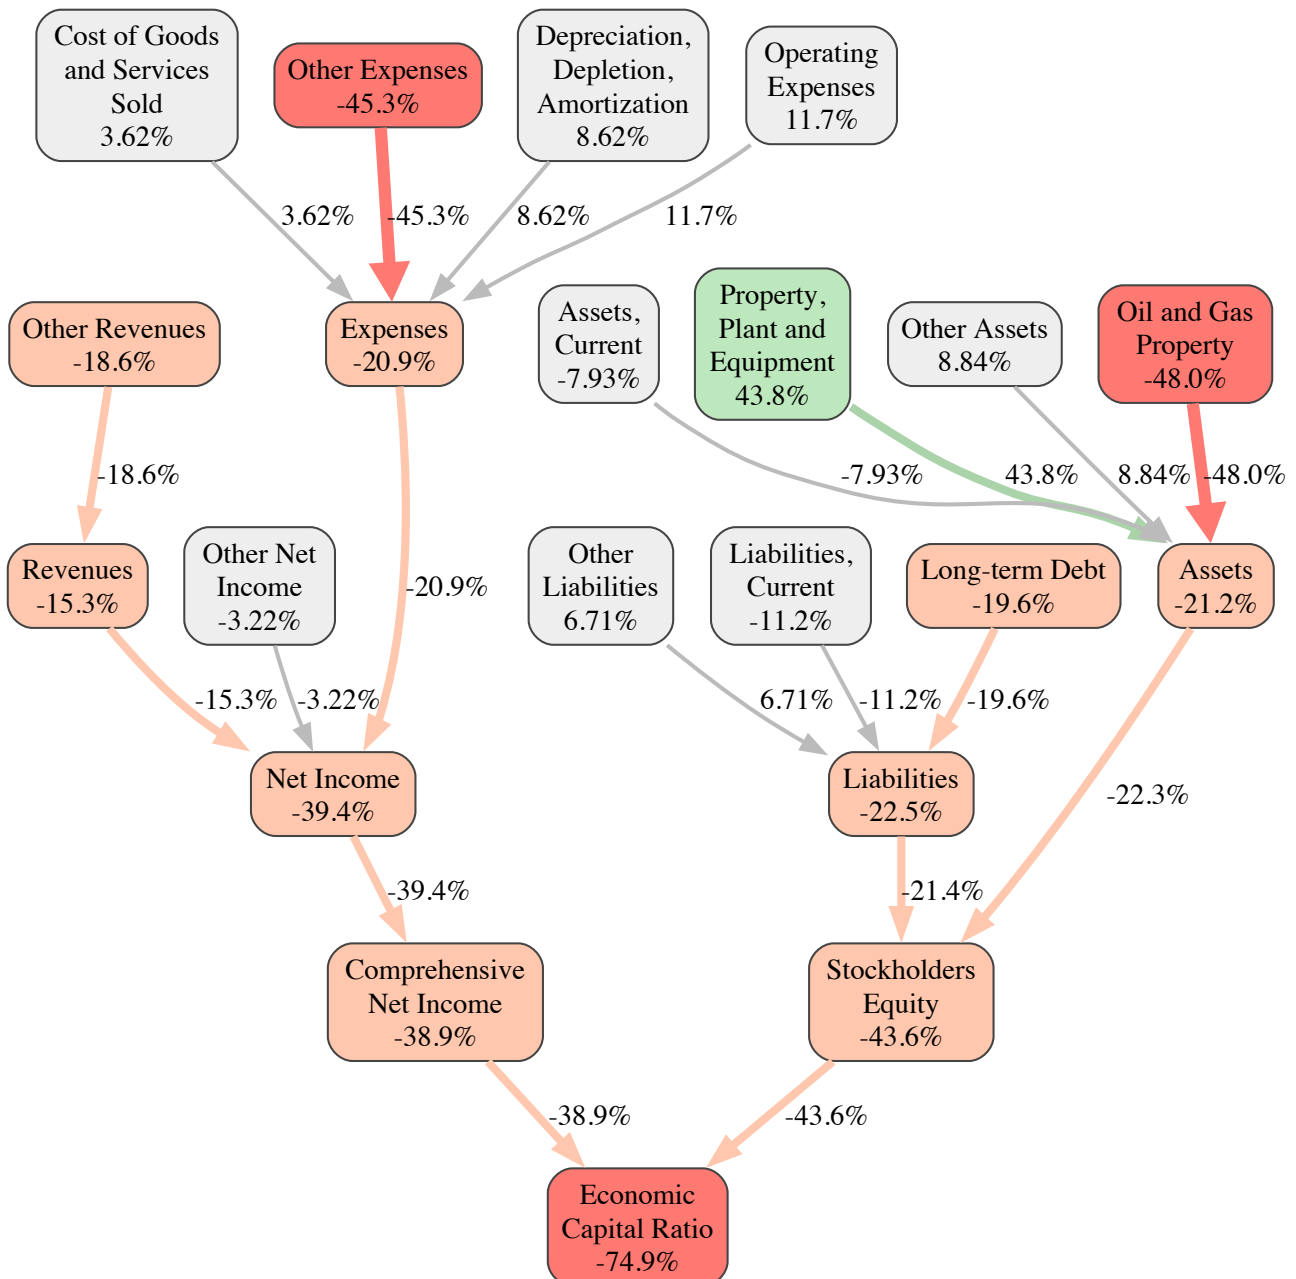 Cost of Goods
and Services
Sold
3.62%
Other Expenses
-45.3%
Depreciation,
Depletion,
Amortization
8.62%
Operating
Expenses
11.7%
3.62%
-45.3%
8.62%
11.7%
Other Revenues
-18.6%
Expenses
-20.9%
Assets,
Current
-7.93%
Property,
Plant and
Equipment
43.8%
Other Assets
8.84%
Oil and Gas
Property
-48.0%
-18.6%
-7.93%
43.8%
8.84%
-48.0%
Revenues
-15.3%
Other Net
Income
-3.22%
-20.9%
Other
Liabilities
6.71%
Liabilities,
Current
-11.2%
Long-term Debt
-19.6%
Assets
-21.2%
-15.3%
-3.22%
6.71%
-11.2%
-19.6%
Net Income
-39.4%
Liabilities
-22.5%
-22.3%
-39.4%
-21.4%
Comprehensive
Net Income
-38.9%
Stockholders
Equity
-43.6%
-38.9%
-43.6%
Economic
Capital Ratio
-74.9%